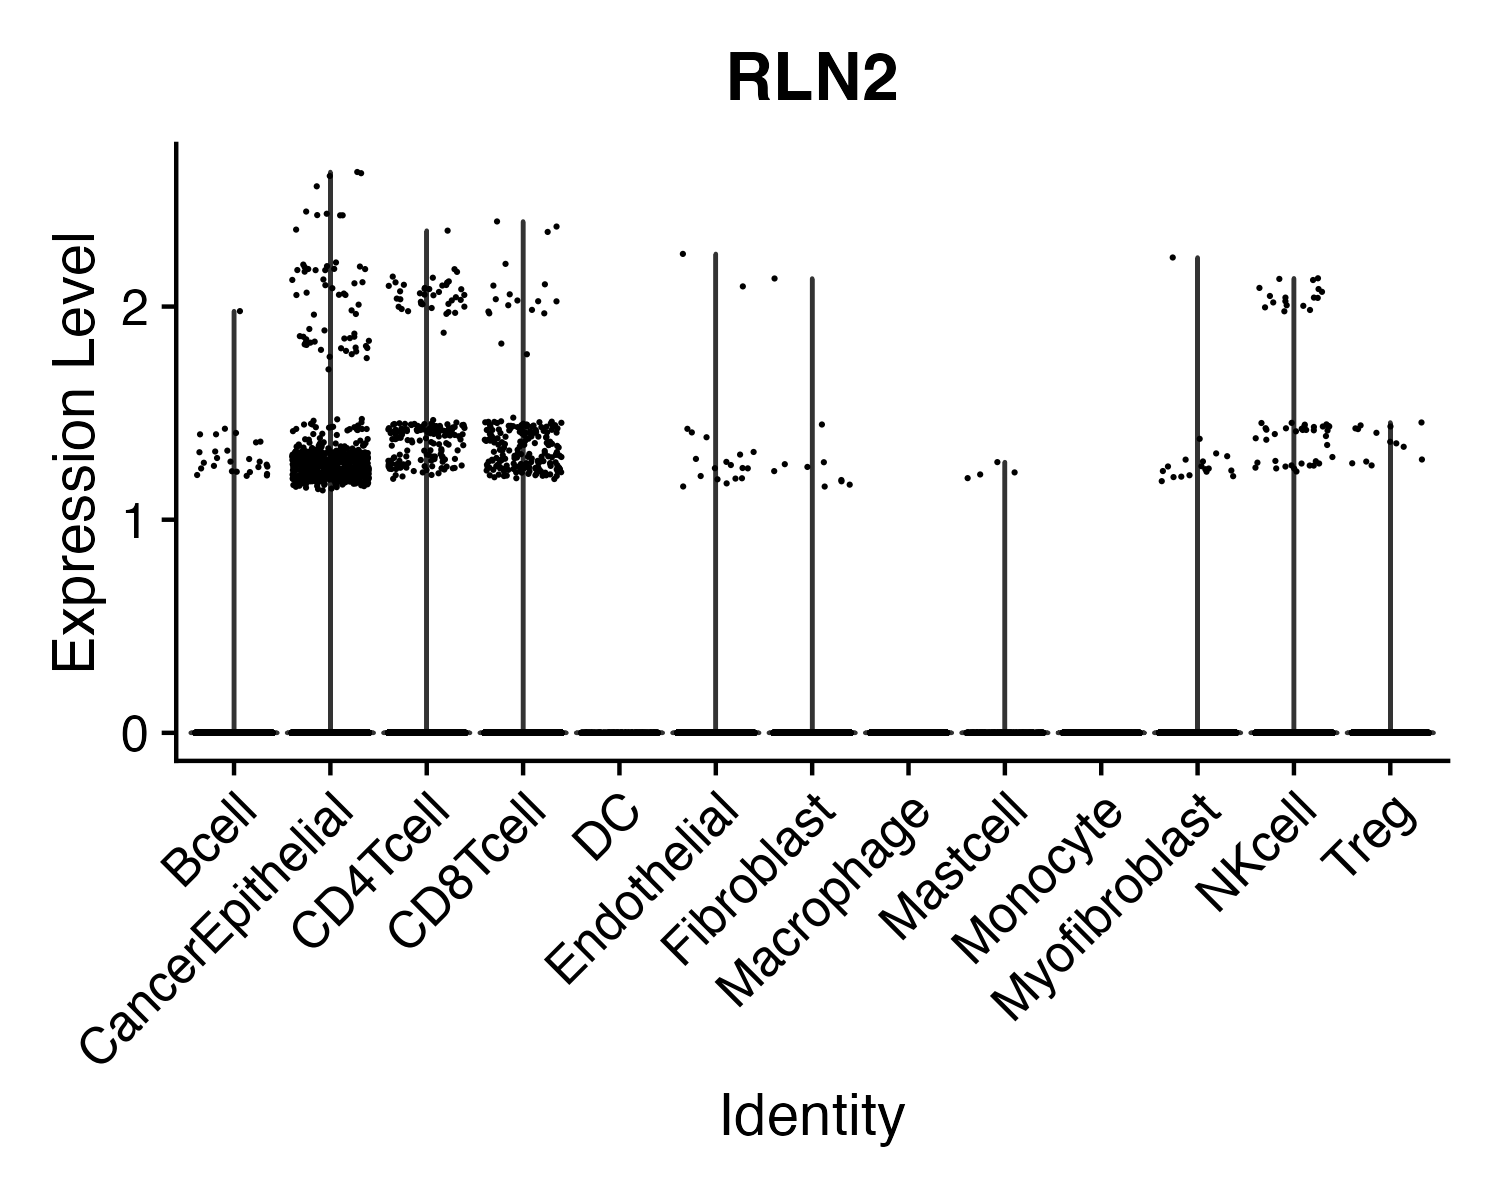 RLN2
Expression Level
2
1
0
Bcell
CancerEpithelial
CD4Tcell
CD8Tcell
DC
Endothelial
Fibroblast
Macrophage
Mastcell
Monocyte
Myofibroblast
NKcell
Treg
Identity